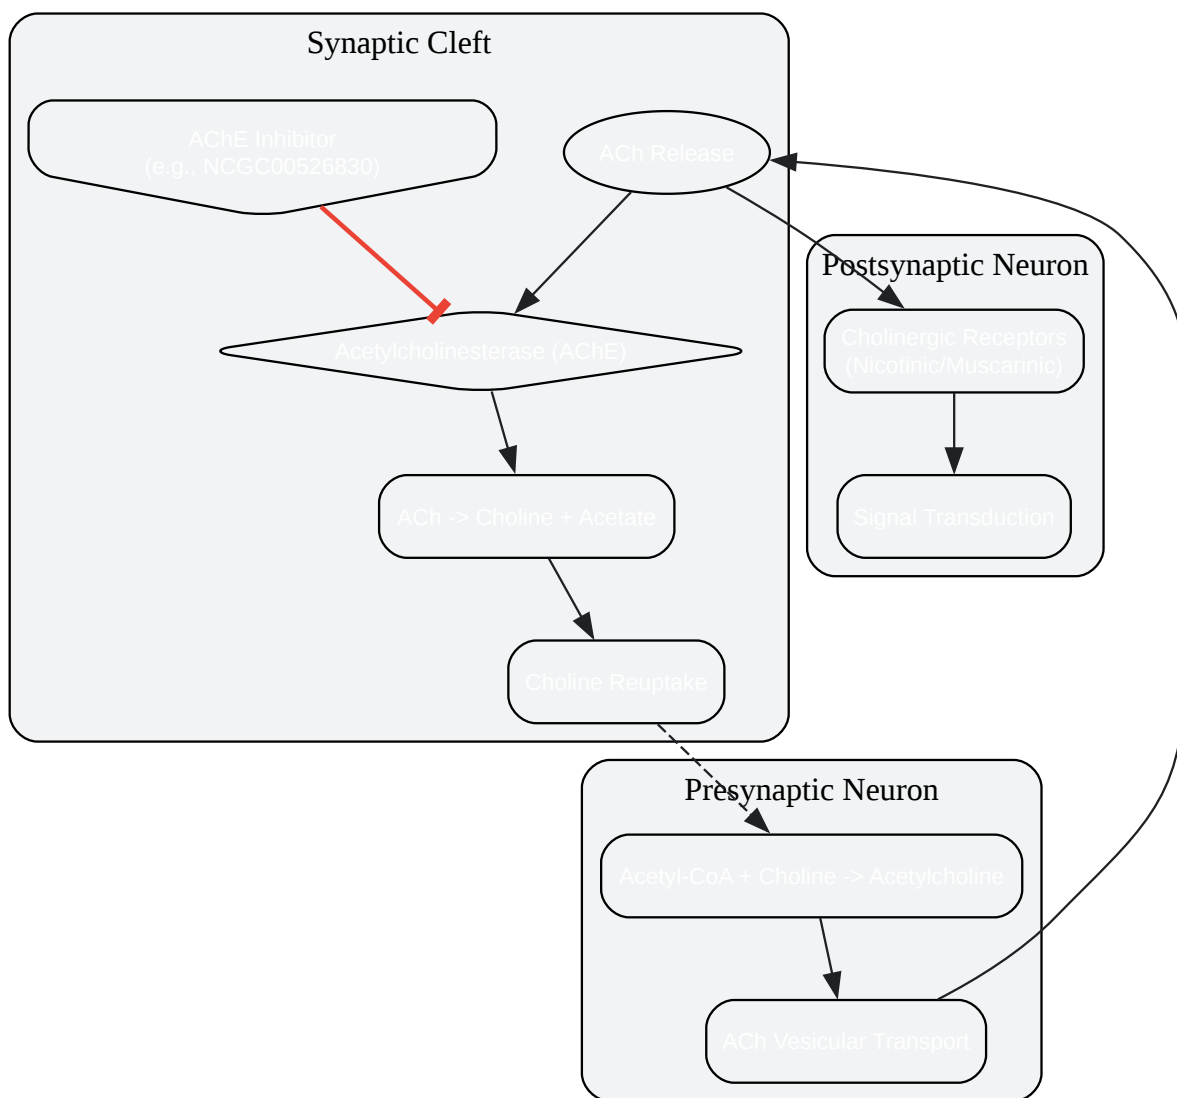 Synaptic Cleft
AChE Inhibitor
(e.g., NCGC00526830)
ACh Release
Postsynaptic Neuron
Cholinergic Receptors
(Nicotinic/Muscarinic)
Acetylcholinesterase (AChE)
ACh -> Choline + Acetate
Signal Transduction
Choline Reuptake
Presynaptic Neuron
Acetyl-CoA + Choline -> Acetylcholine
ACh Vesicular Transport